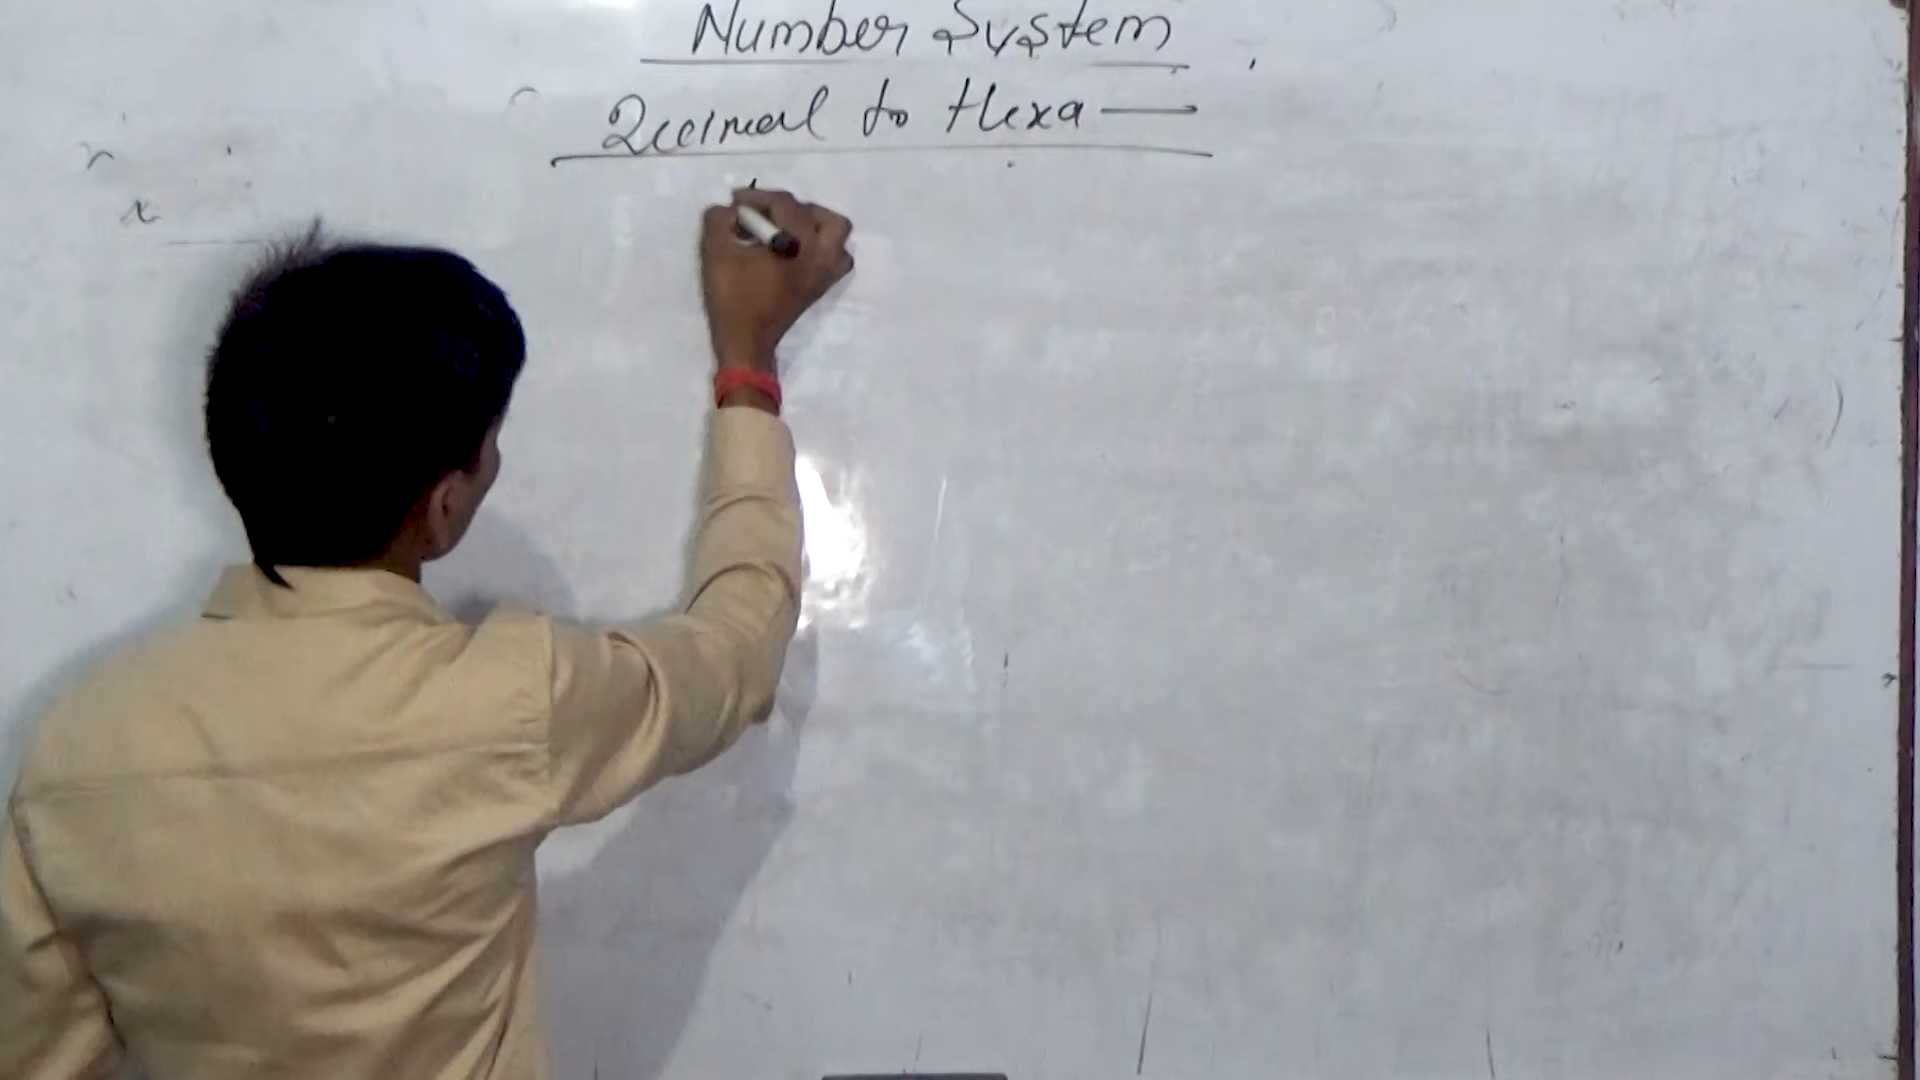 Number System
Decimal to Hexa —
x